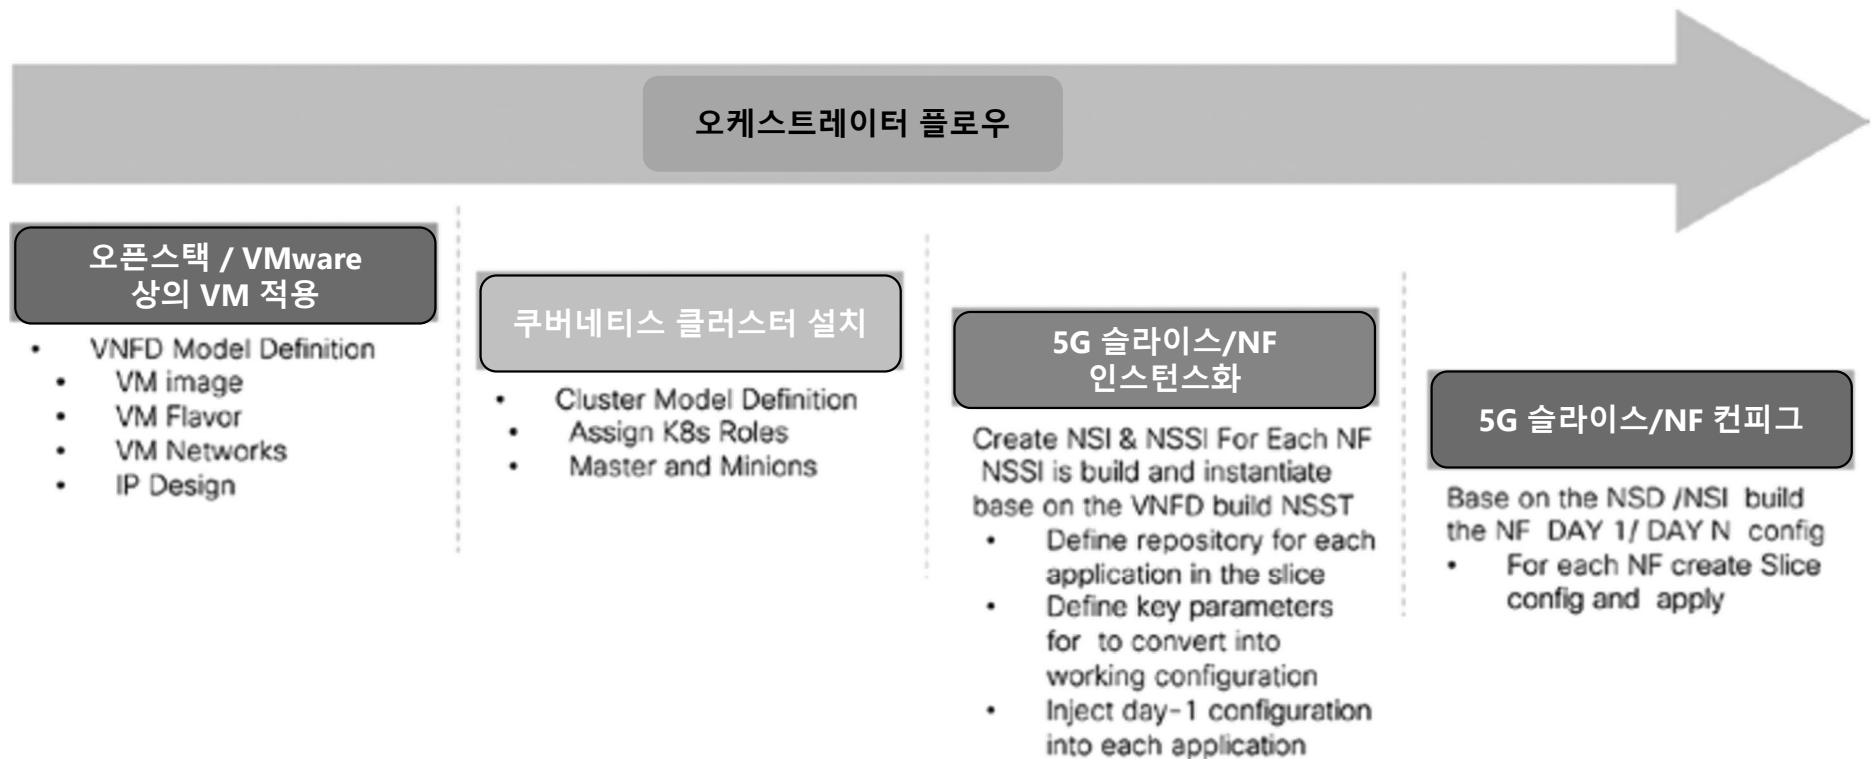 오케스트레이터 플로우
오픈스택 / VMware
상의 VM 적용
• VNFD Model Definition
• VM image
• VM Flavor
• VM Networks
• IP Design
쿠버네티스 클러스터 설치
• Cluster Model Definition
• Assign K8s Roles
• Master and Minions
5G 슬라이스/NF
인스턴스화
Create NSI & NSSI For Each NF
NSSI is build and instantiate
base on the VNFD build NSST
• Define repository for each
application in the slice
• Define key parameters
for to convert into
working configuration
• Inject day-1 configuration
into each application
5G 슬라이스/NF 컨피그
Base on the NSD /NSI build
the NF DAY 1/ DAY N config
• For each NF create Slice
config and apply